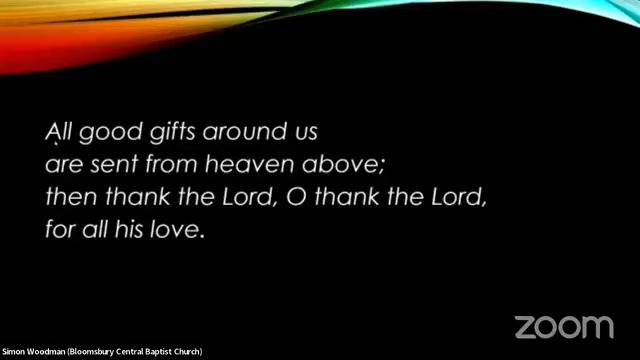 All good gifts around us
are sent from heaven above;
then thank the Lord, O thank the Lord,
for all his love.
zoom
Simon Woodman (Bloomsbury Central Baptist Church)